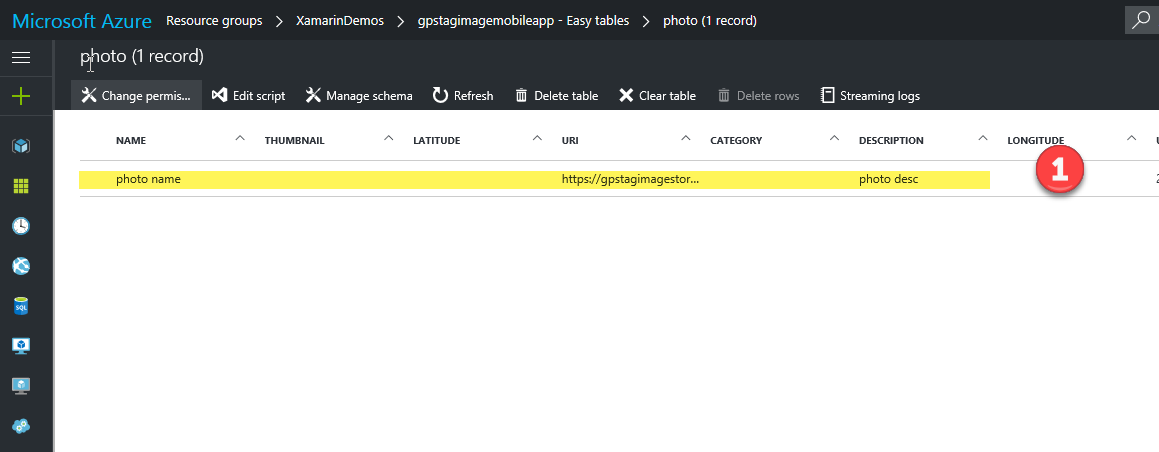 Microsoft Azure Resource groups > XamarinDemos > gpstagimagemobileapp - Easy tables > photo (1 record)
photo (1 record)
Change permis... Edit script Manage schema Refresh Delete table Clear table Delete rows Streaming logs
NAME THUMBNAIL LATITUDE URI CATEGORY DESCRIPTION LONGITUDE U
photo name https://gpstagimagestor... photo desc 2
1
SQL